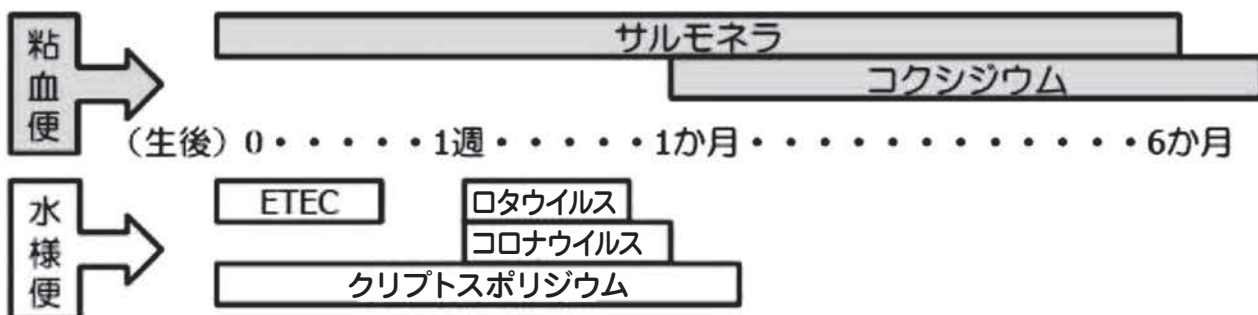 粘血便
サルモネラ
コクシジウム
（生後）0・・・・・1週・・・・・1か月・・・・・・・・・・・・6か月
水様便
ETEC
ロタウイルス
コロナウイルス
クリプトスポリジウム